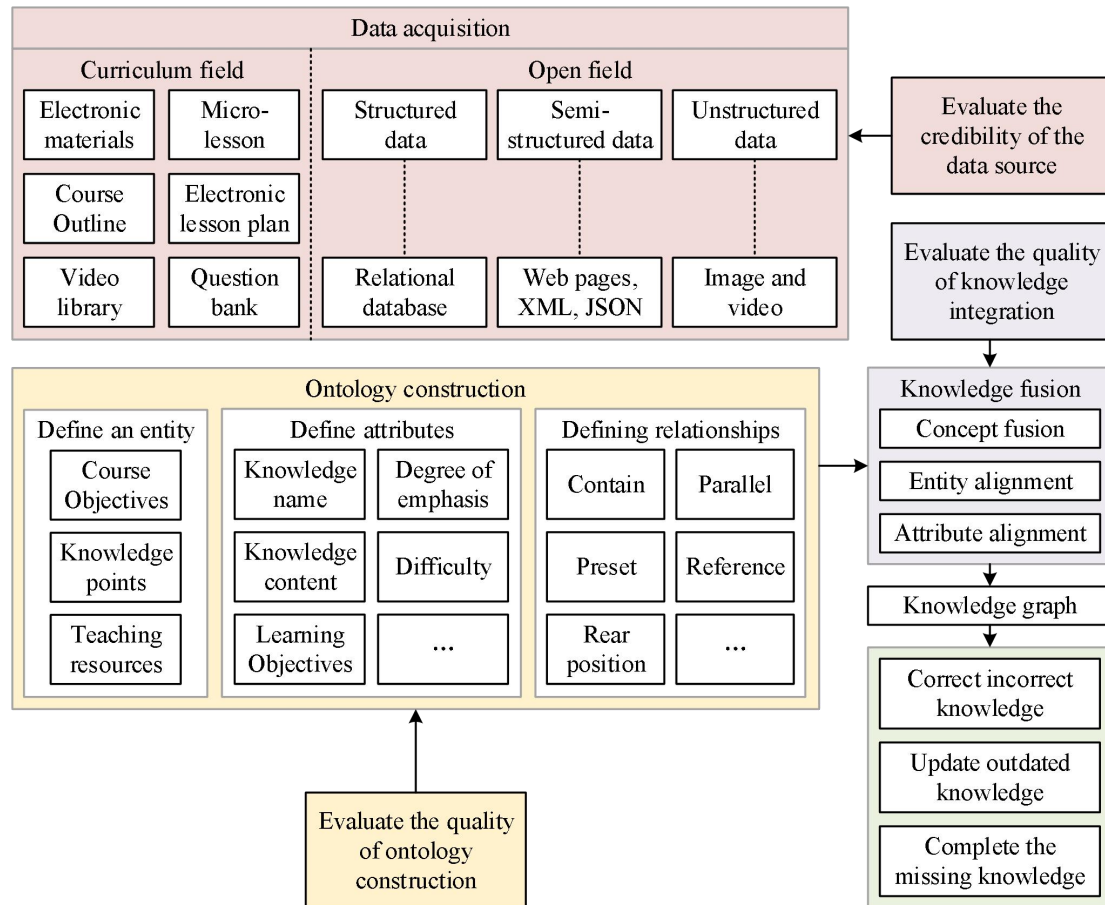 Data acquisition
Curriculum field
Electronic
materials
Micro-
lesson
Course
Outline
Electronic
lesson plan
Video
library
Question
bank
Open field
Structured
data
Semi-
structured data
Unstructured
data
Relational
database
Web pages,
XML, JSON
Image and
video
Evaluate the
credibility of the
data source
Evaluate the quality
of knowledge
integration
Ontology construction
Define an entity
Course
Objectives
Knowledge
points
Teaching
resources
Define attributes
Knowledge
name
Degree of
emphasis
Knowledge
content
Difficulty
Learning
Objectives
...
Defining relationships
Contain
Parallel
Preset
Reference
Rear
position
...
Evaluate the quality
of ontology
construction
Knowledge fusion
Concept fusion
Entity alignment
Attribute alignment
Knowledge graph
Correct incorrect
knowledge
Update outdated
knowledge
Complete the
missing knowledge